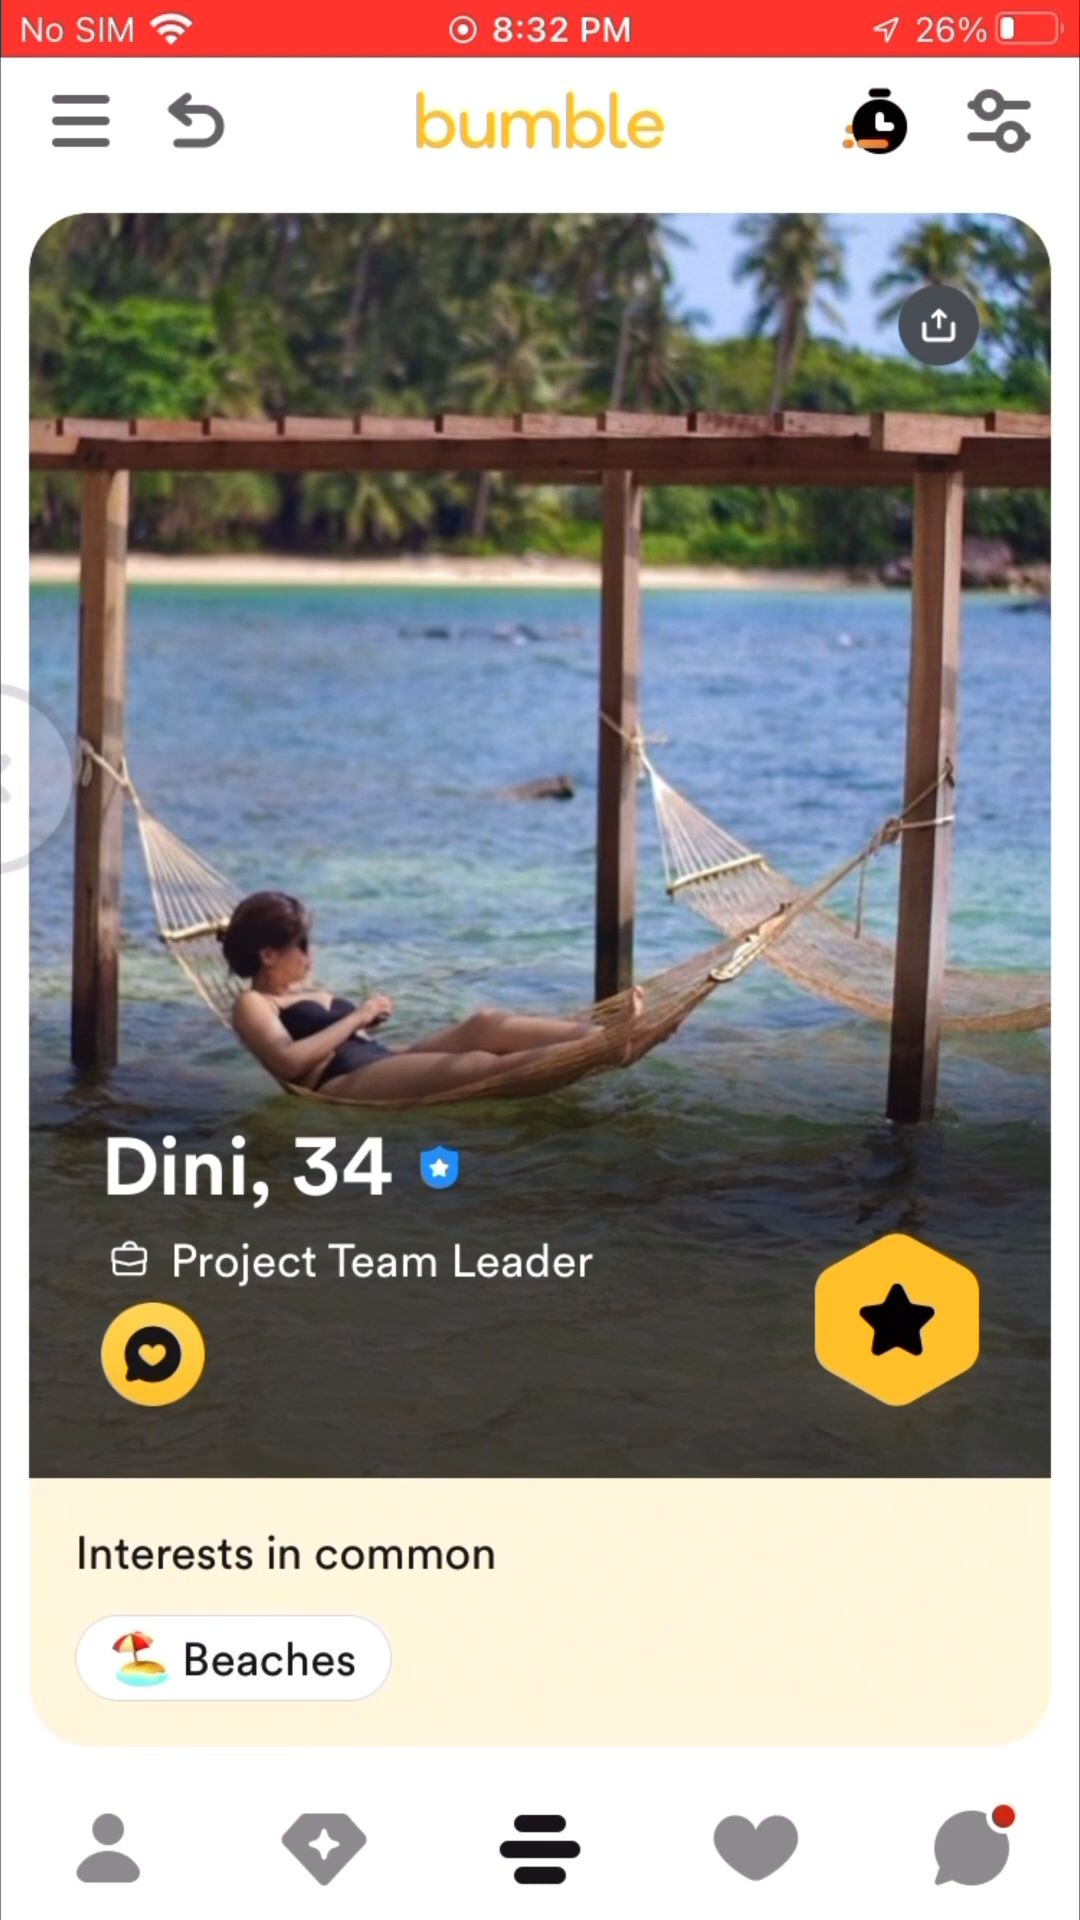 No SIM 8:32 PM 26%
bumble
Dini, 34
Project Team Leader
Interests in common
Beaches